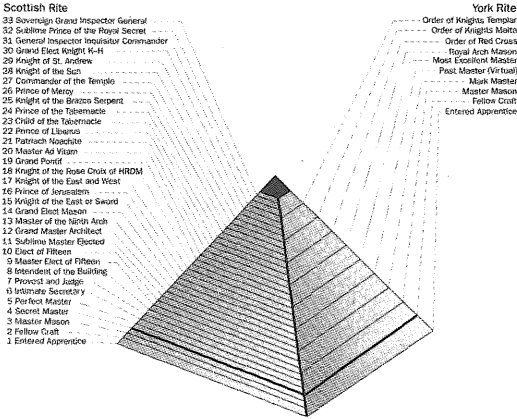 Scottish Rite
33 Sovereign Grand Inspector General
32 Sublime Prince of the Royal Secret
31 General Inspector Inquisitor Commander
30 Grand Elect Knight K–H
29 Knight of St. Andrew
28 Knight of the Sun
27 Commander of the Temple
26 Prince of Mercy
25 Knight of the Brazen Serpent
24 Prince of the Tabernacle
23 Chief of the Tabernacle
22 Prince of Libanus
21 Patriach Noachite
20 Master Ad Vitam
19 Grand Pontif
18 Knight of the Rose Croix of HRDM
17 Knight of the East and West
16 Prince of Jerusalem
15 Knight of the East or Sword
14 Grand Elect Mason
13 Master of the Ninth Arch
12 Grand Master Architect
11 Sublime Master Elected
10 Elect of Fifteen
9 Master Elect of Fifteen
8 Intendent of the Building
7 Provost and Judge
6 Intimate Secretary
5 Perfect Master
4 Secret Master
3 Master Mason
2 Fellow Craft
1 Entered Apprentice
York Rite
Order of Knights Templar
Order of Knights Malta
Order of Red Cross
Royal Arch Mason
Most Excellent Master
Past Master (Virtual)
Mark Master
Master Mason
Fellow Craft
Entered Apprentice